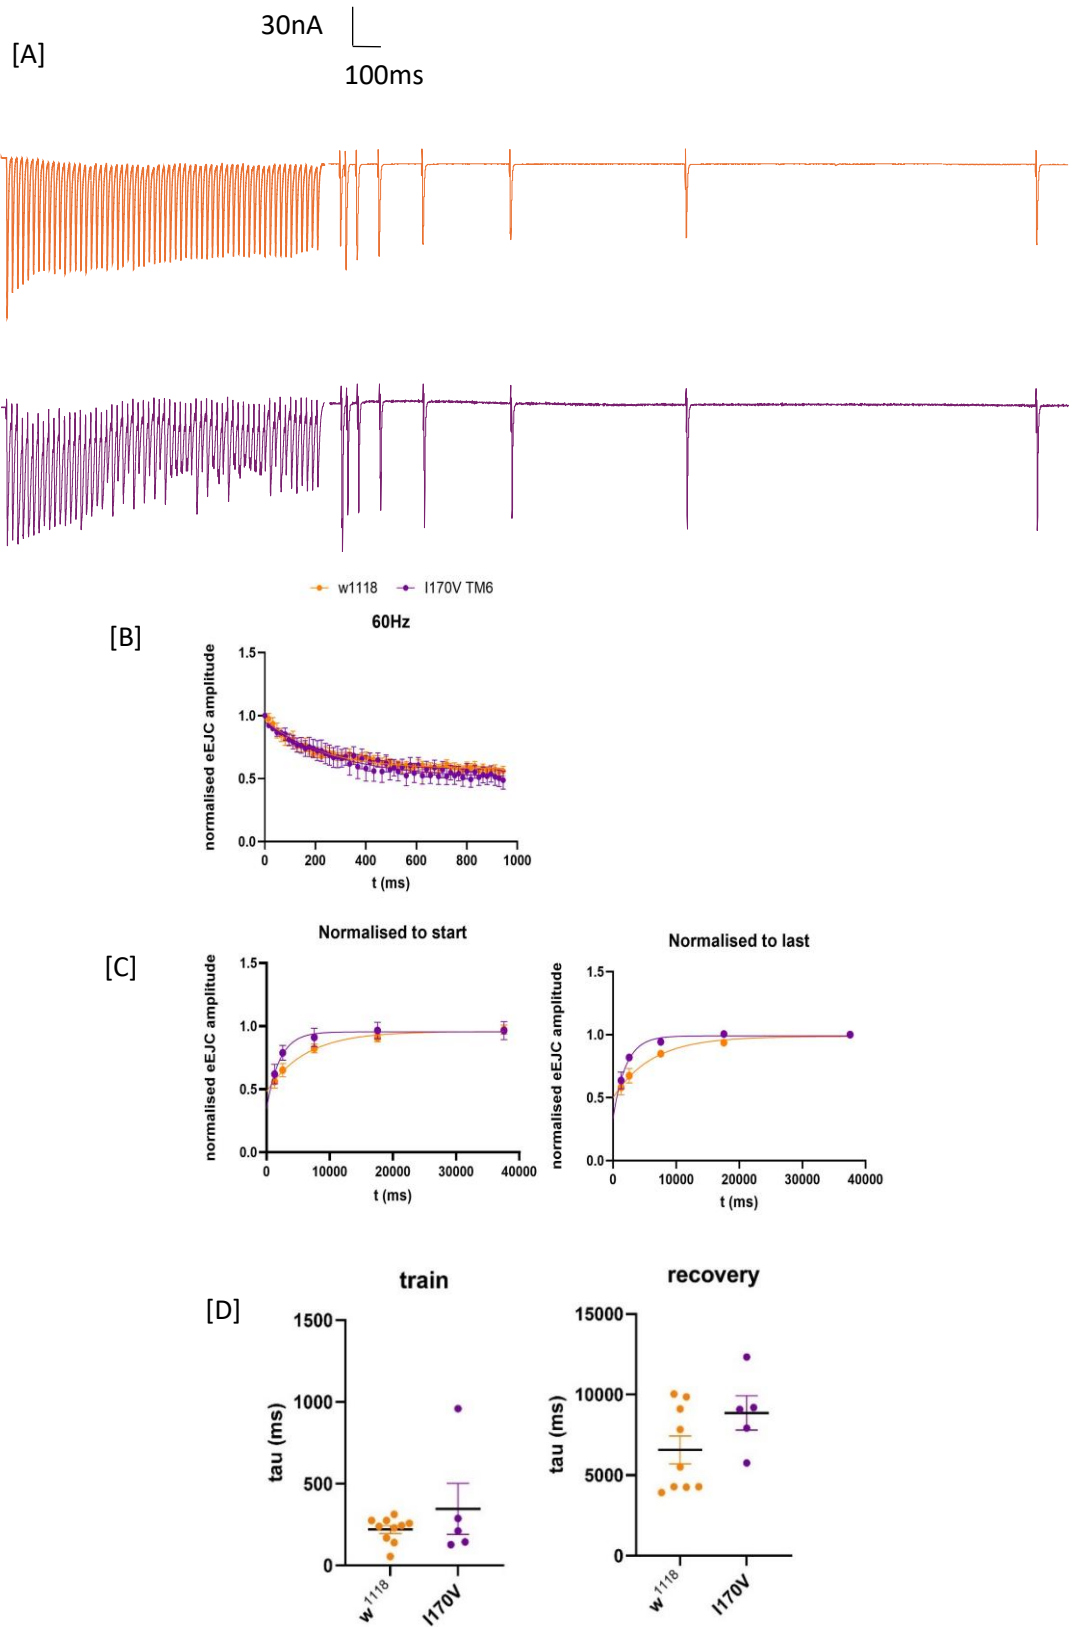 30nA
[A]
100ms
w1118 I170V TM6
60Hz
[B]
normalised eEJC amplitude
1.5
1.0
0.5
0.0
0 200 400 600 800 1000
t (ms)
Normalised to start
Normalised to last
[C]
normalised eEJC amplitude
1.5
1.0
0.5
0.0
0 10000 20000 30000 40000
t (ms)
normalised eEJC amplitude
1.5
1.0
0.5
0.0
0 10000 20000 30000 40000
t (ms)
[D]
train
tau (ms)
1500
1000
500
0
w1118
I170V
recovery
tau (ms)
15000
10000
5000
0
w1118
I170V